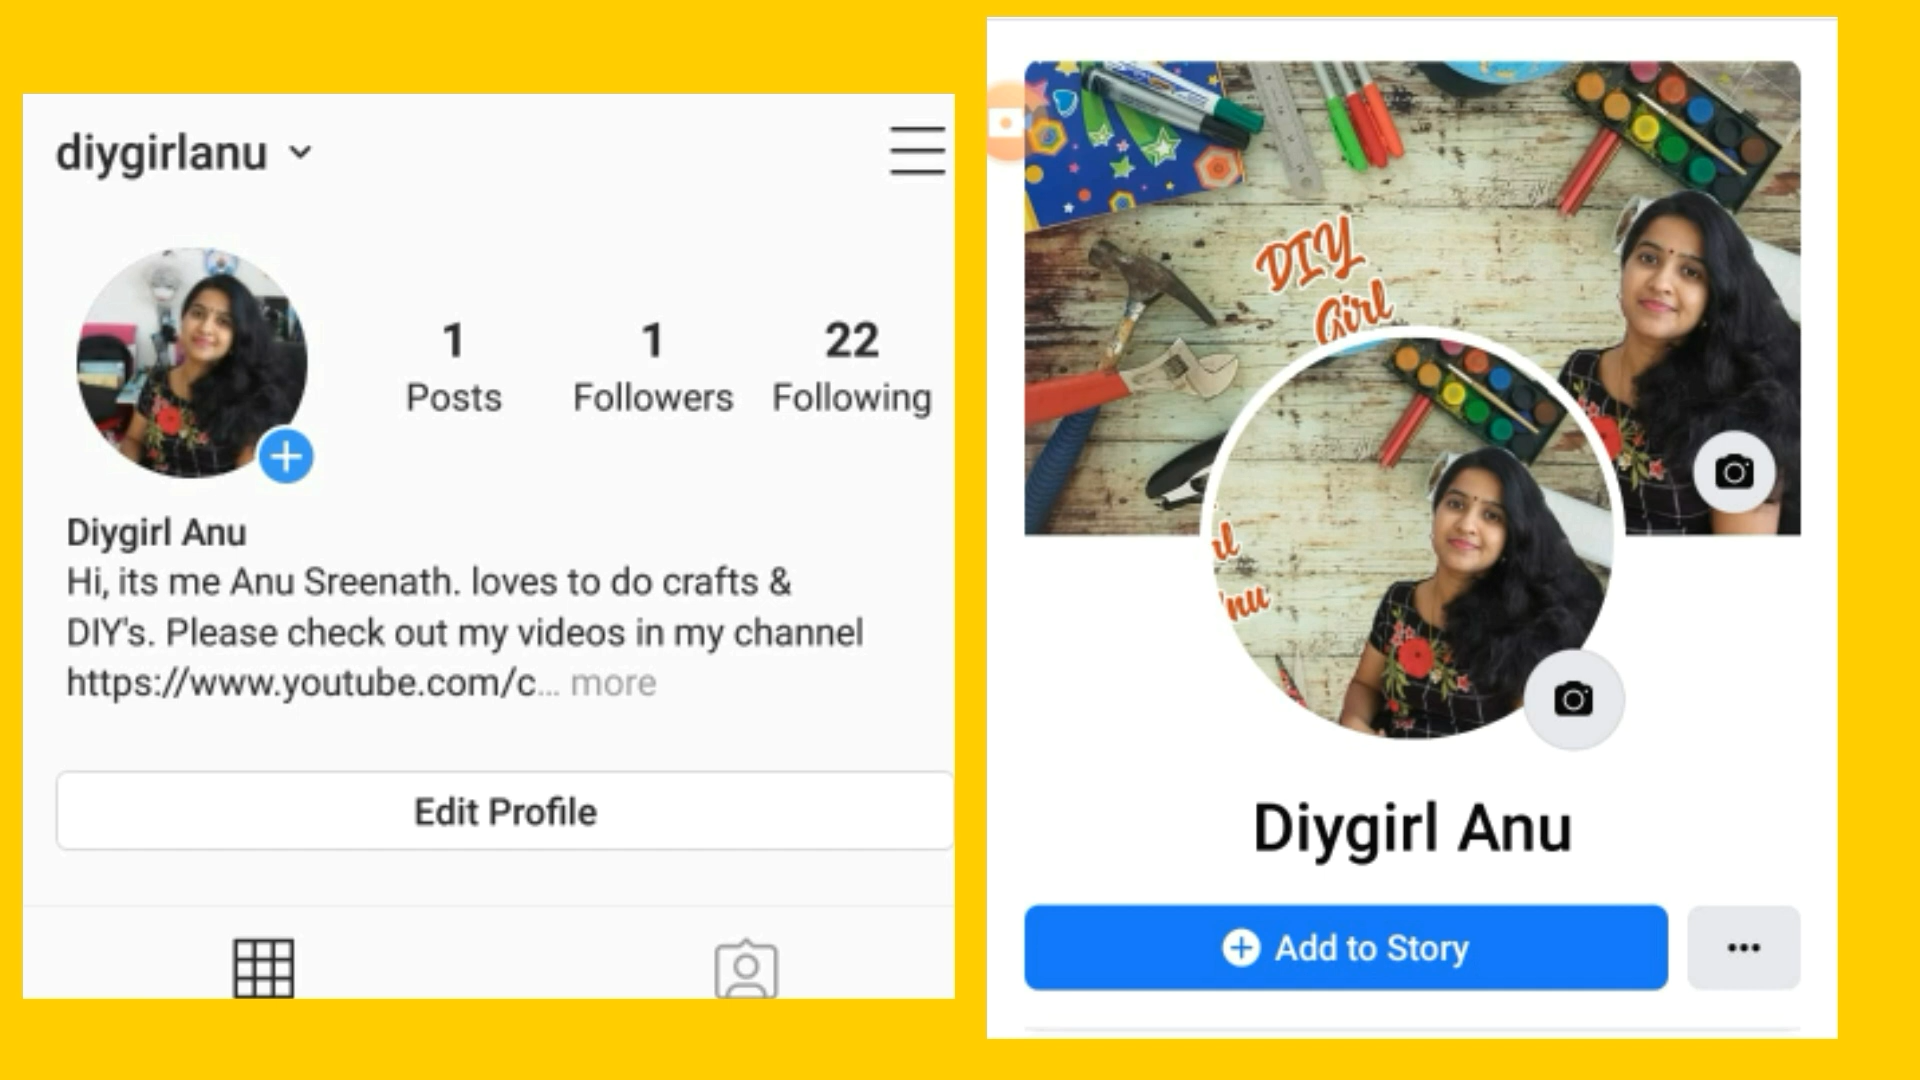 diygirlanu
1 1 22
Posts Followers Following
Diygirl Anu
Hi, its me Anu Sreenath. loves to do crafts &
DIY's. Please check out my videos in my channel
https://www.youtube.com/c... more
Edit Profile
DIY
Girl
rl
Anu
Diygirl Anu
Add to Story